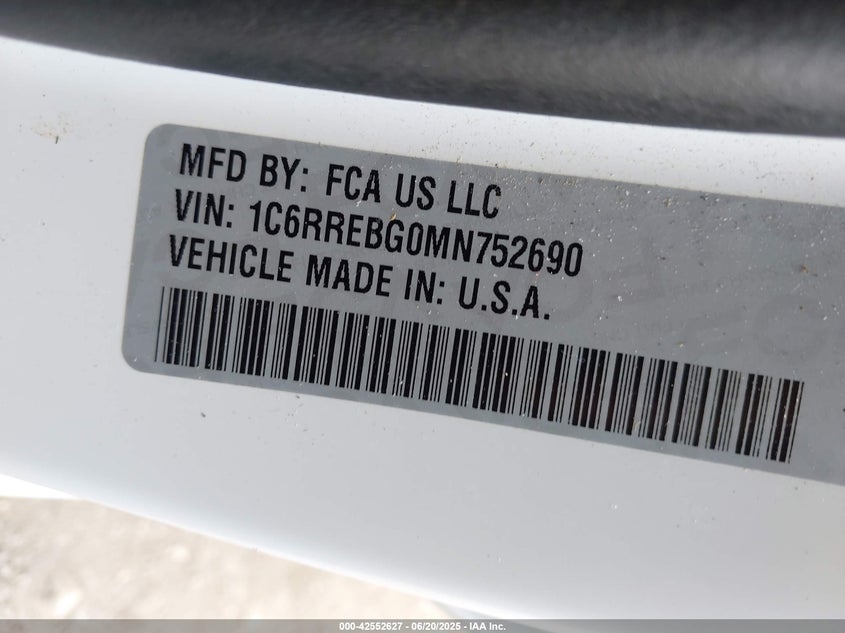 MFD BY: FCA US LLC
VIN: 1C6RREBG0MN752690
VEHICLE MADE IN: U.S.A.
000-42552627 - 06/20/2025 - IAA Inc.